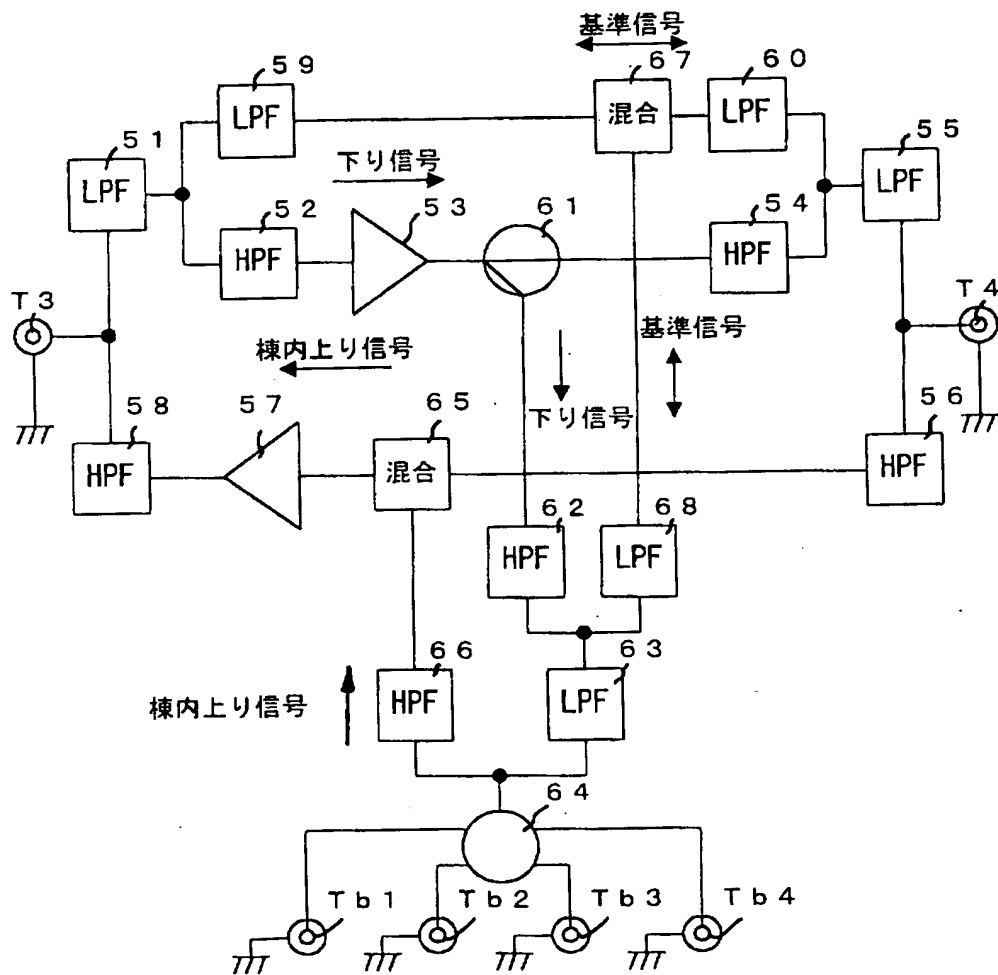 基準信号
59
67
60
LPF
混合
LPF
51
55
LPF
下り信号
LPF
52
53
61
54
HPF
HPF
T3
T4
基準信号
棟内上り信号
下り信号
58
57
65
56
HPF
混合
HPF
62
68
HPF
LPF
66
63
棟内上り信号
HPF
LPF
64
Tb1
Tb2
Tb3
Tb4